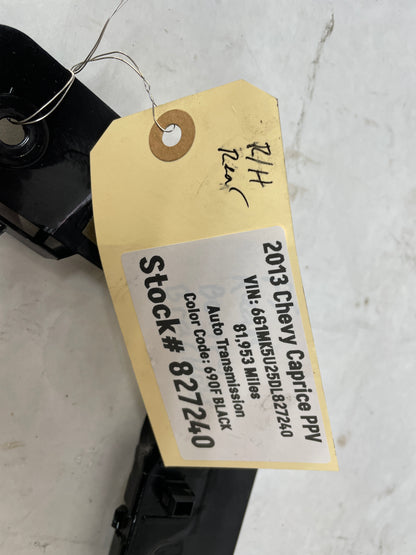 R/H
Rear
2013 Chevy Caprice PPV
VIN: 6G1MK5U25DL827240
81,953 Miles
Auto Transmission
Color Code: 690F BLACK
Stock# 827240